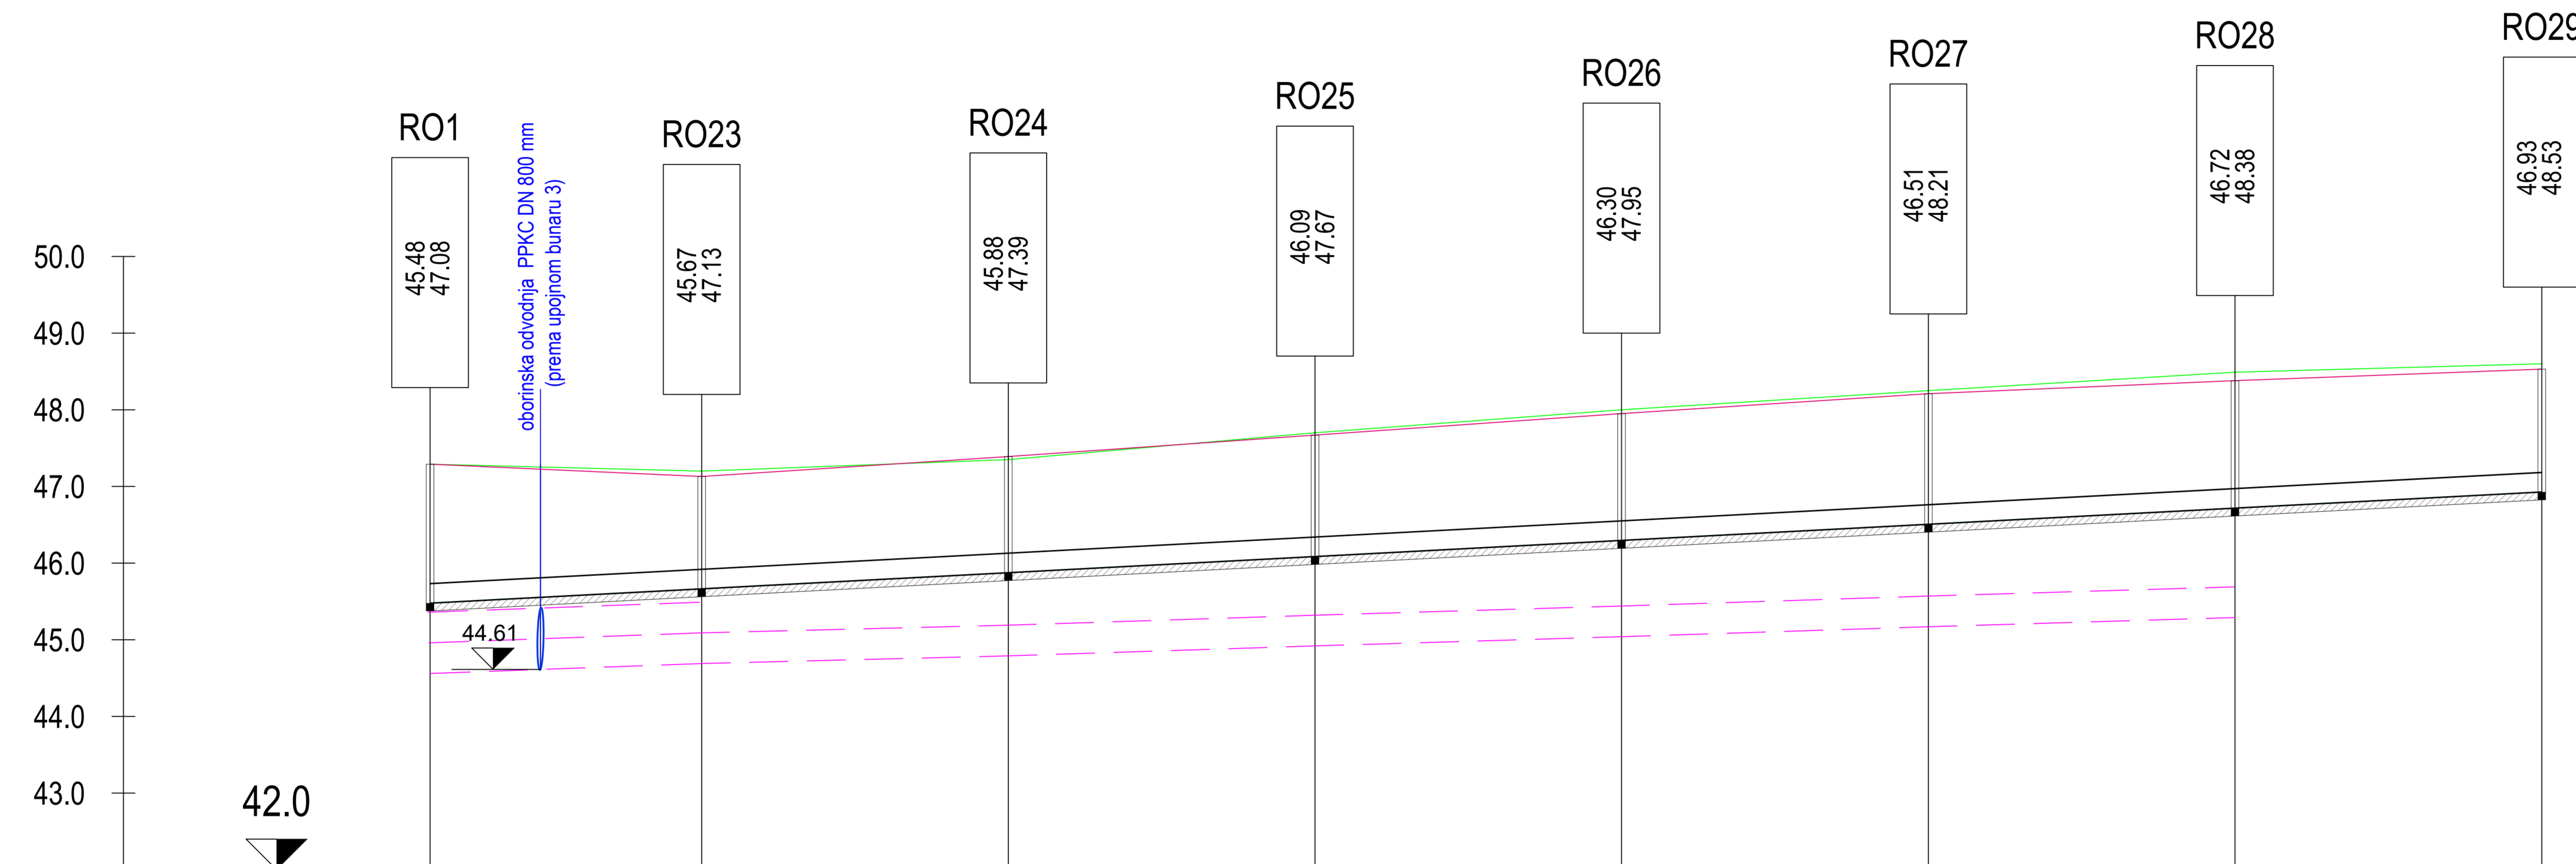 RO1
45.48
47.08
oborinska odvodnja PPKC DN 800 mm
(prema upojnom bunaru 3)
RO23
45.67
47.13
RO24
45.88
47.39
RO25
46.09
47.67
RO26
46.30
47.95
RO27
46.51
48.21
RO28
46.72
48.38
RO29
46.93
48.53
50.0
49.0
48.0
47.0
46.0
45.0
44.0
43.0
44.61
42.0